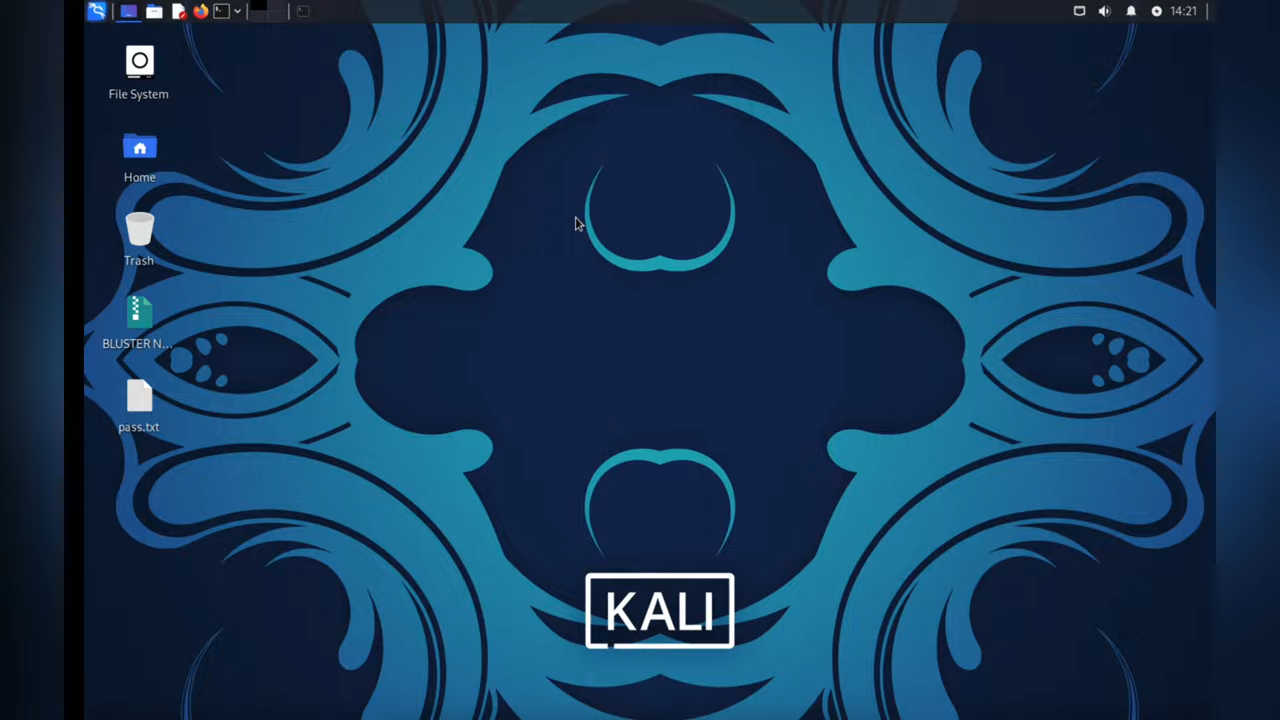 14:21
File System
Home
Trash
BLUSTER N...
pass.txt
KALI